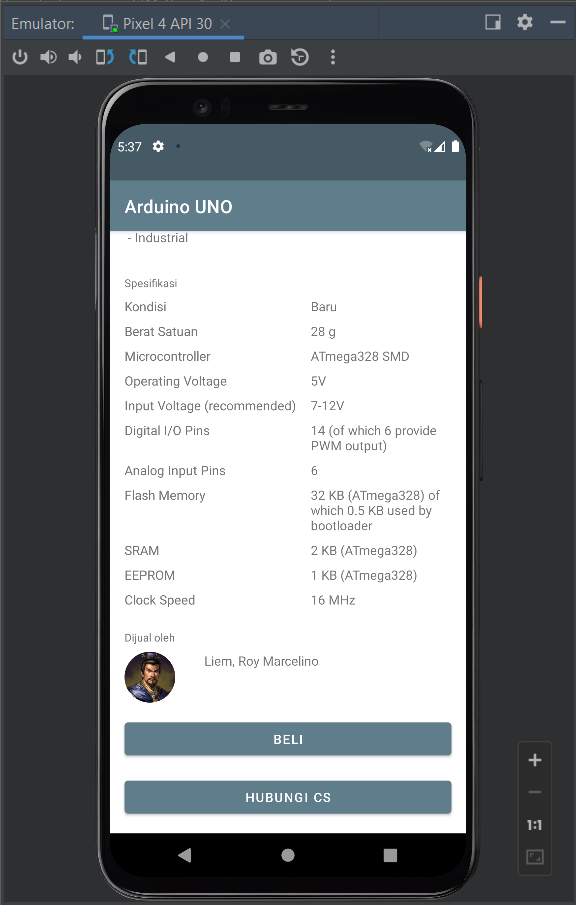 Emulator: Pixel 4 API 30
5:37
Arduino UNO
- Industrial
Spesifikasi
Kondisi Baru
Berat Satuan 28 g
Microcontroller ATmega328 SMD
Operating Voltage 5V
Input Voltage (recommended) 7-12V
Digital I/O Pins 14 (of which 6 provide
PWM output)
Analog Input Pins 6
Flash Memory 32 KB (ATmega328) of
which 0.5 KB used by
bootloader
SRAM 2 KB (ATmega328)
EEPROM 1 KB (ATmega328)
Clock Speed 16 MHz
Dijual oleh
Liem, Roy Marcelino
BELI
HUBUNGI CS
1:1